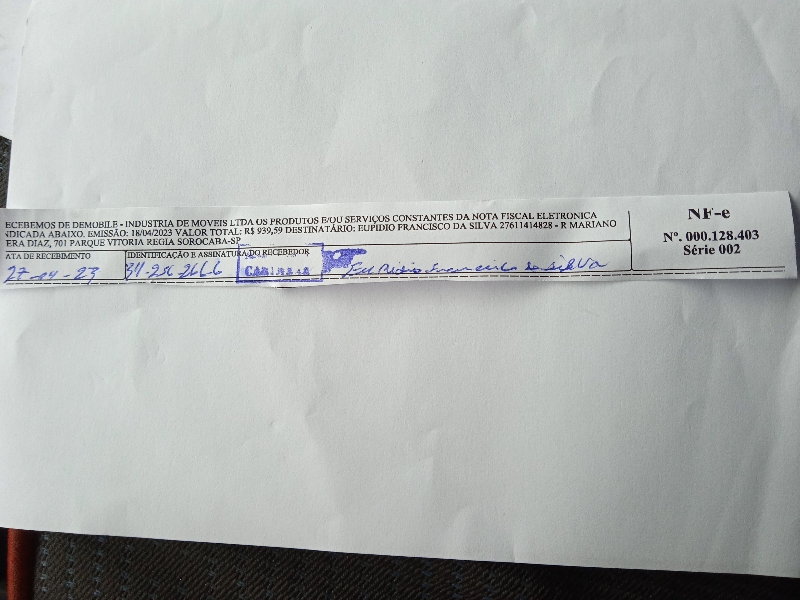 ECEBEMOS DE DEMOBILE - INDUSTRIA DE MOVEIS LTDA OS PRODUTOS E/OU SERVIÇOS CONSTANTES DA NOTA FISCAL ELETRONICA
NDICADA ABAIXO. EMISSÃO: 18/04/2023 VALOR TOTAL: R$ 939,59 DESTINATÁRIO: EUPIDIO FRANCISCO DA SILVA 27611414828 - R MARIANO
ERA DIAZ, 701 PARQUE VITORIA REGIA SOROCABA-SP
NF-e
Nº. 000.128.403
Série 002
ATA DE RECEBIMENTO
IDENTIFICAÇÃO E ASSINATURA DO RECEBEDOR
27-04-23
Francisco da Silva